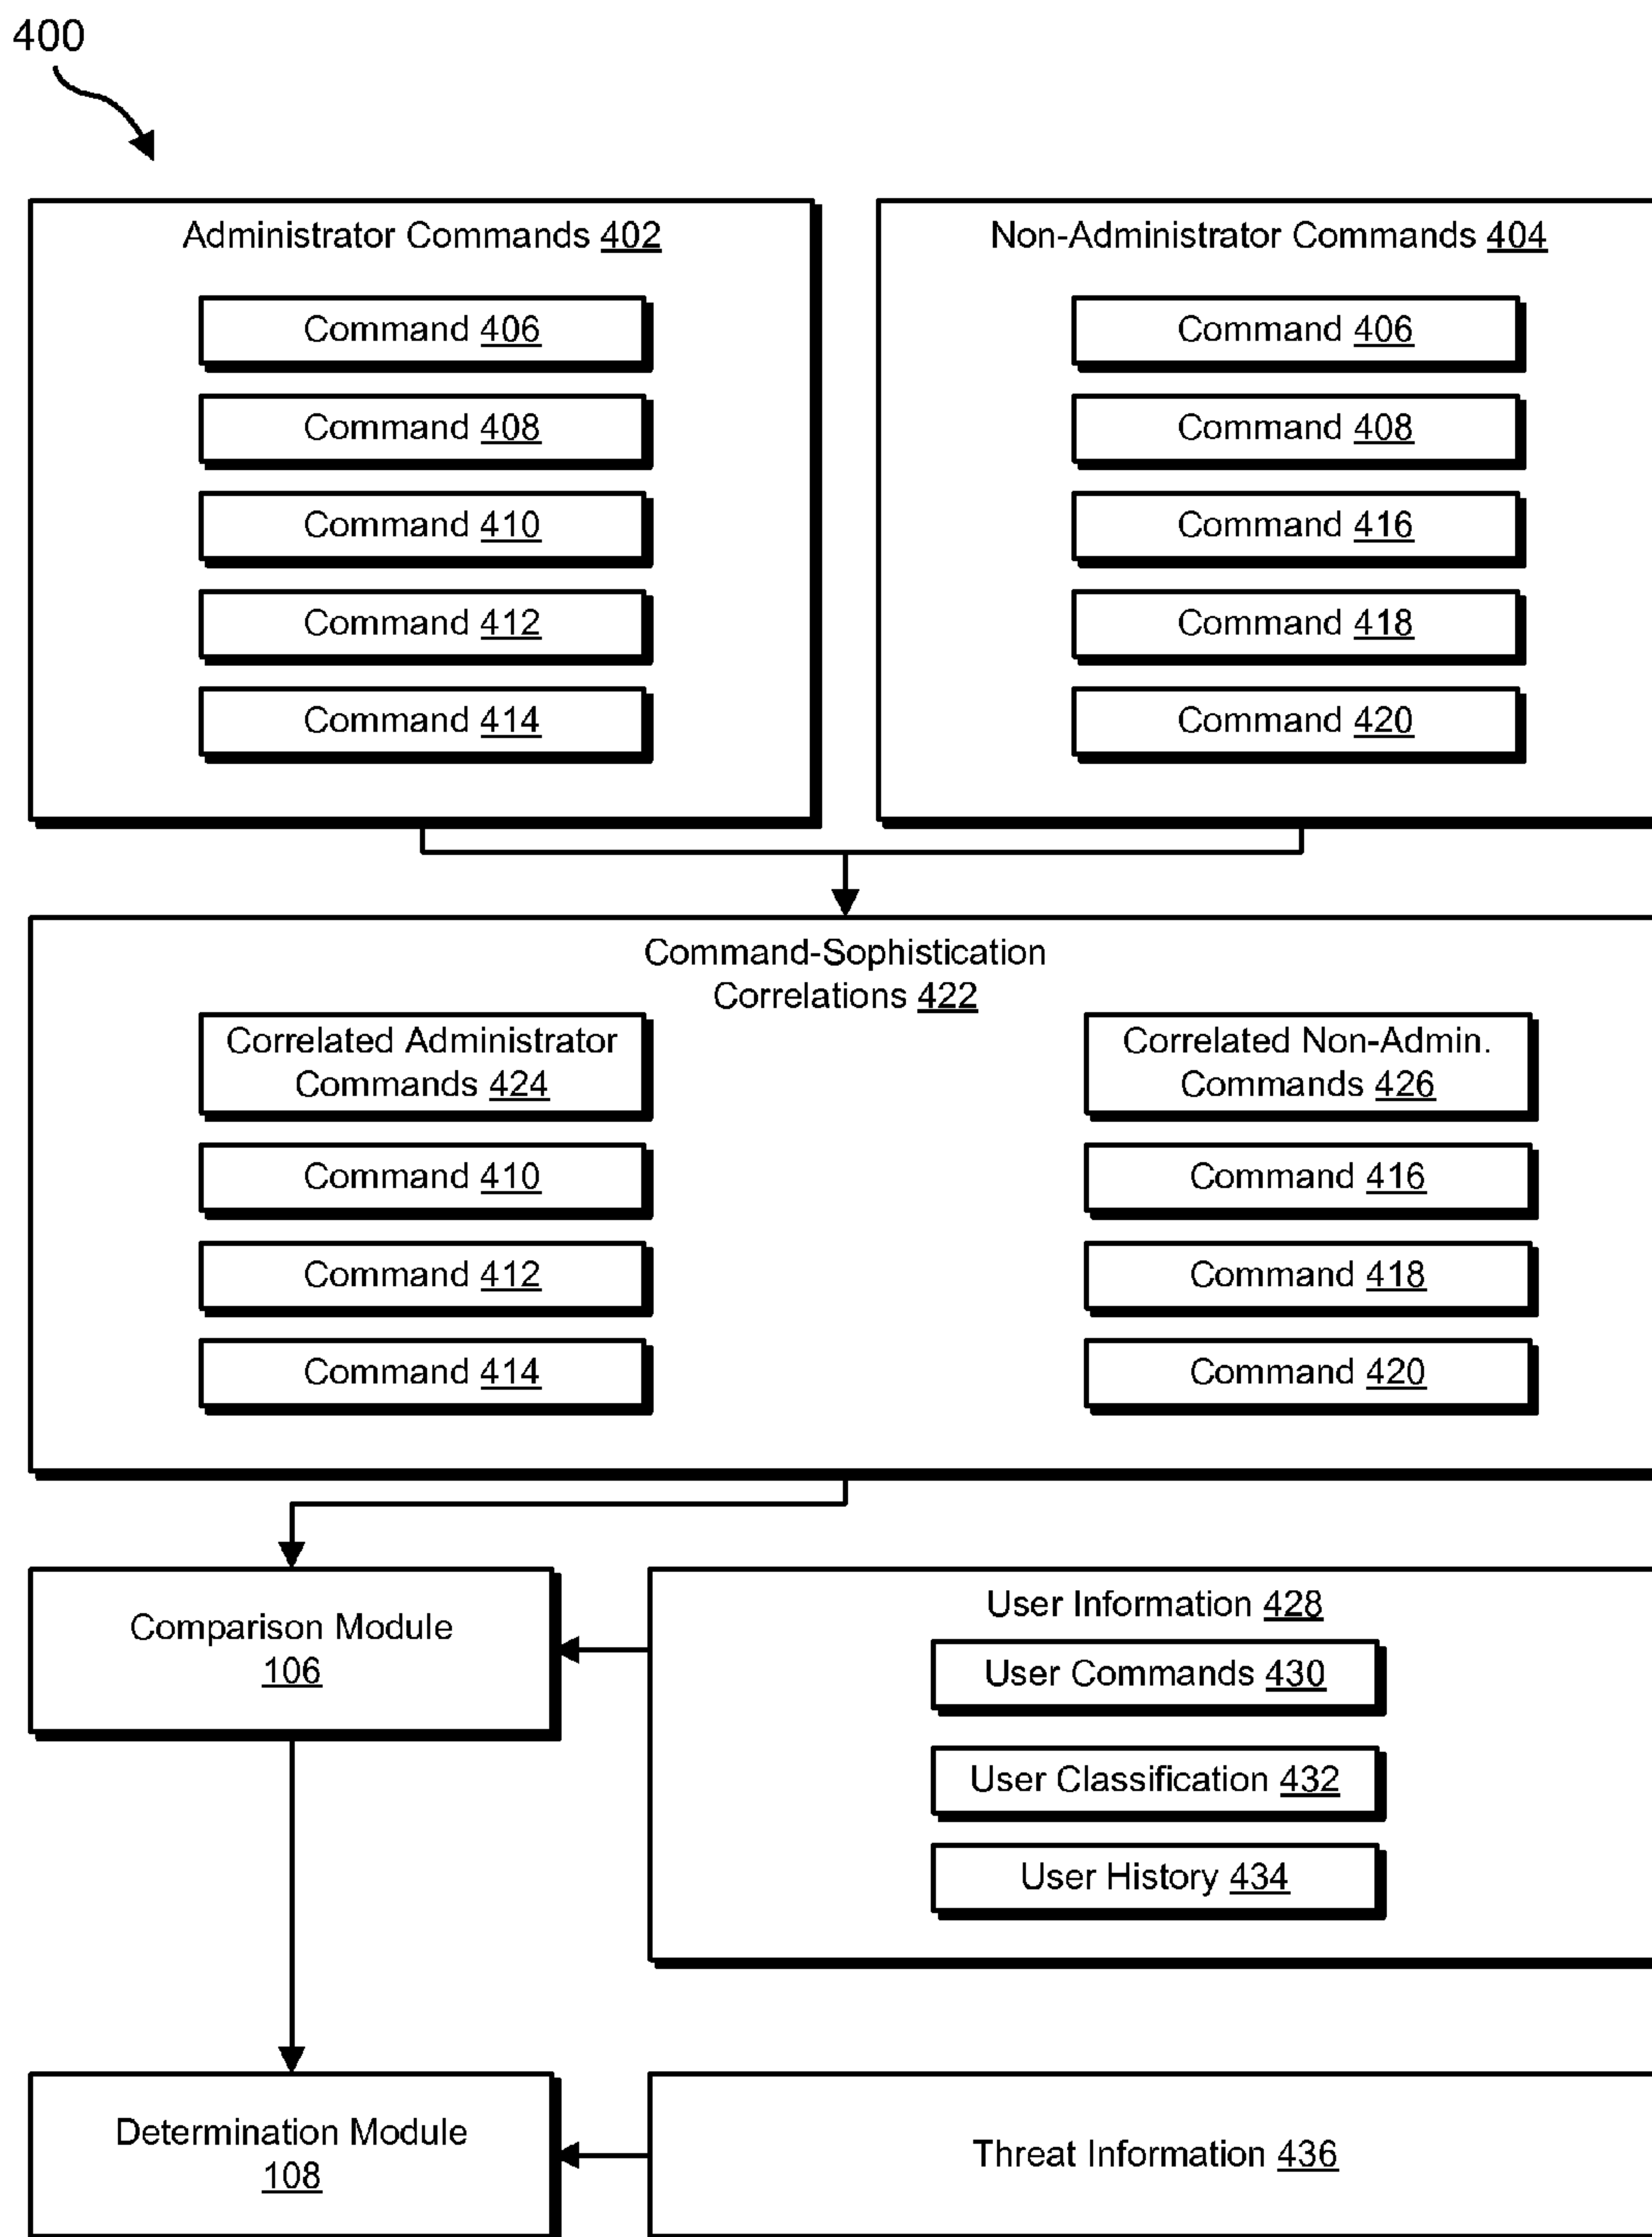 400
Administrator Commands 402
Command 406
Command 408
Command 410
Command 412
Command 414
Non-Administrator Commands 404
Command 406
Command 408
Command 416
Command 418
Command 420
Command-Sophistication
Correlations 422
Correlated Administrator
Commands 424
Command 410
Command 412
Command 414
Correlated Non-Admin.
Commands 426
Command 416
Command 418
Command 420
Comparison Module
106
User Information 428
User Commands 430
User Classification 432
User History 434
Determination Module
108
Threat Information 436